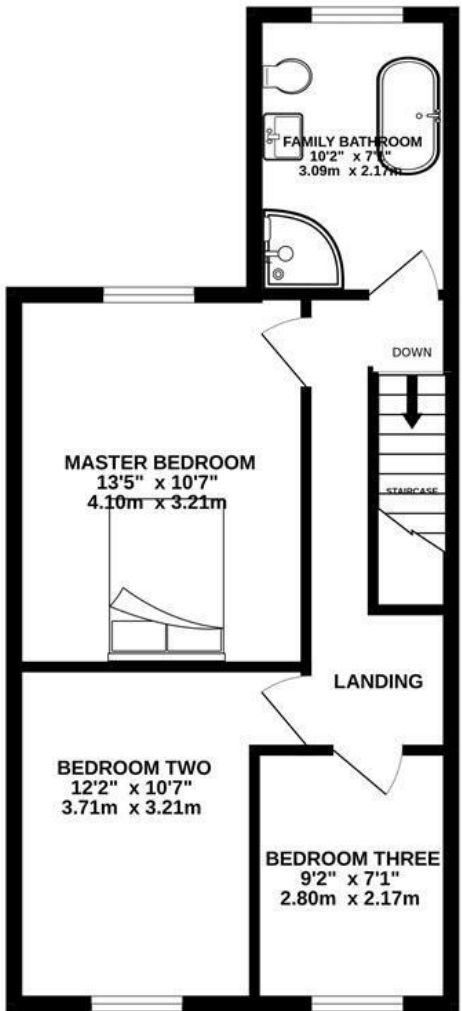 FAMILY BATHROOM
10'2" x 7'1"
3.09m x 2.17m
DOWN
STAIRCASE
MASTER BEDROOM
13'5" x 10'7"
4.10m x 3.21m
LANDING
BEDROOM TWO
12'2" x 10'7"
3.71m x 3.21m
BEDROOM THREE
9'2" x 7'1"
2.80m x 2.17m